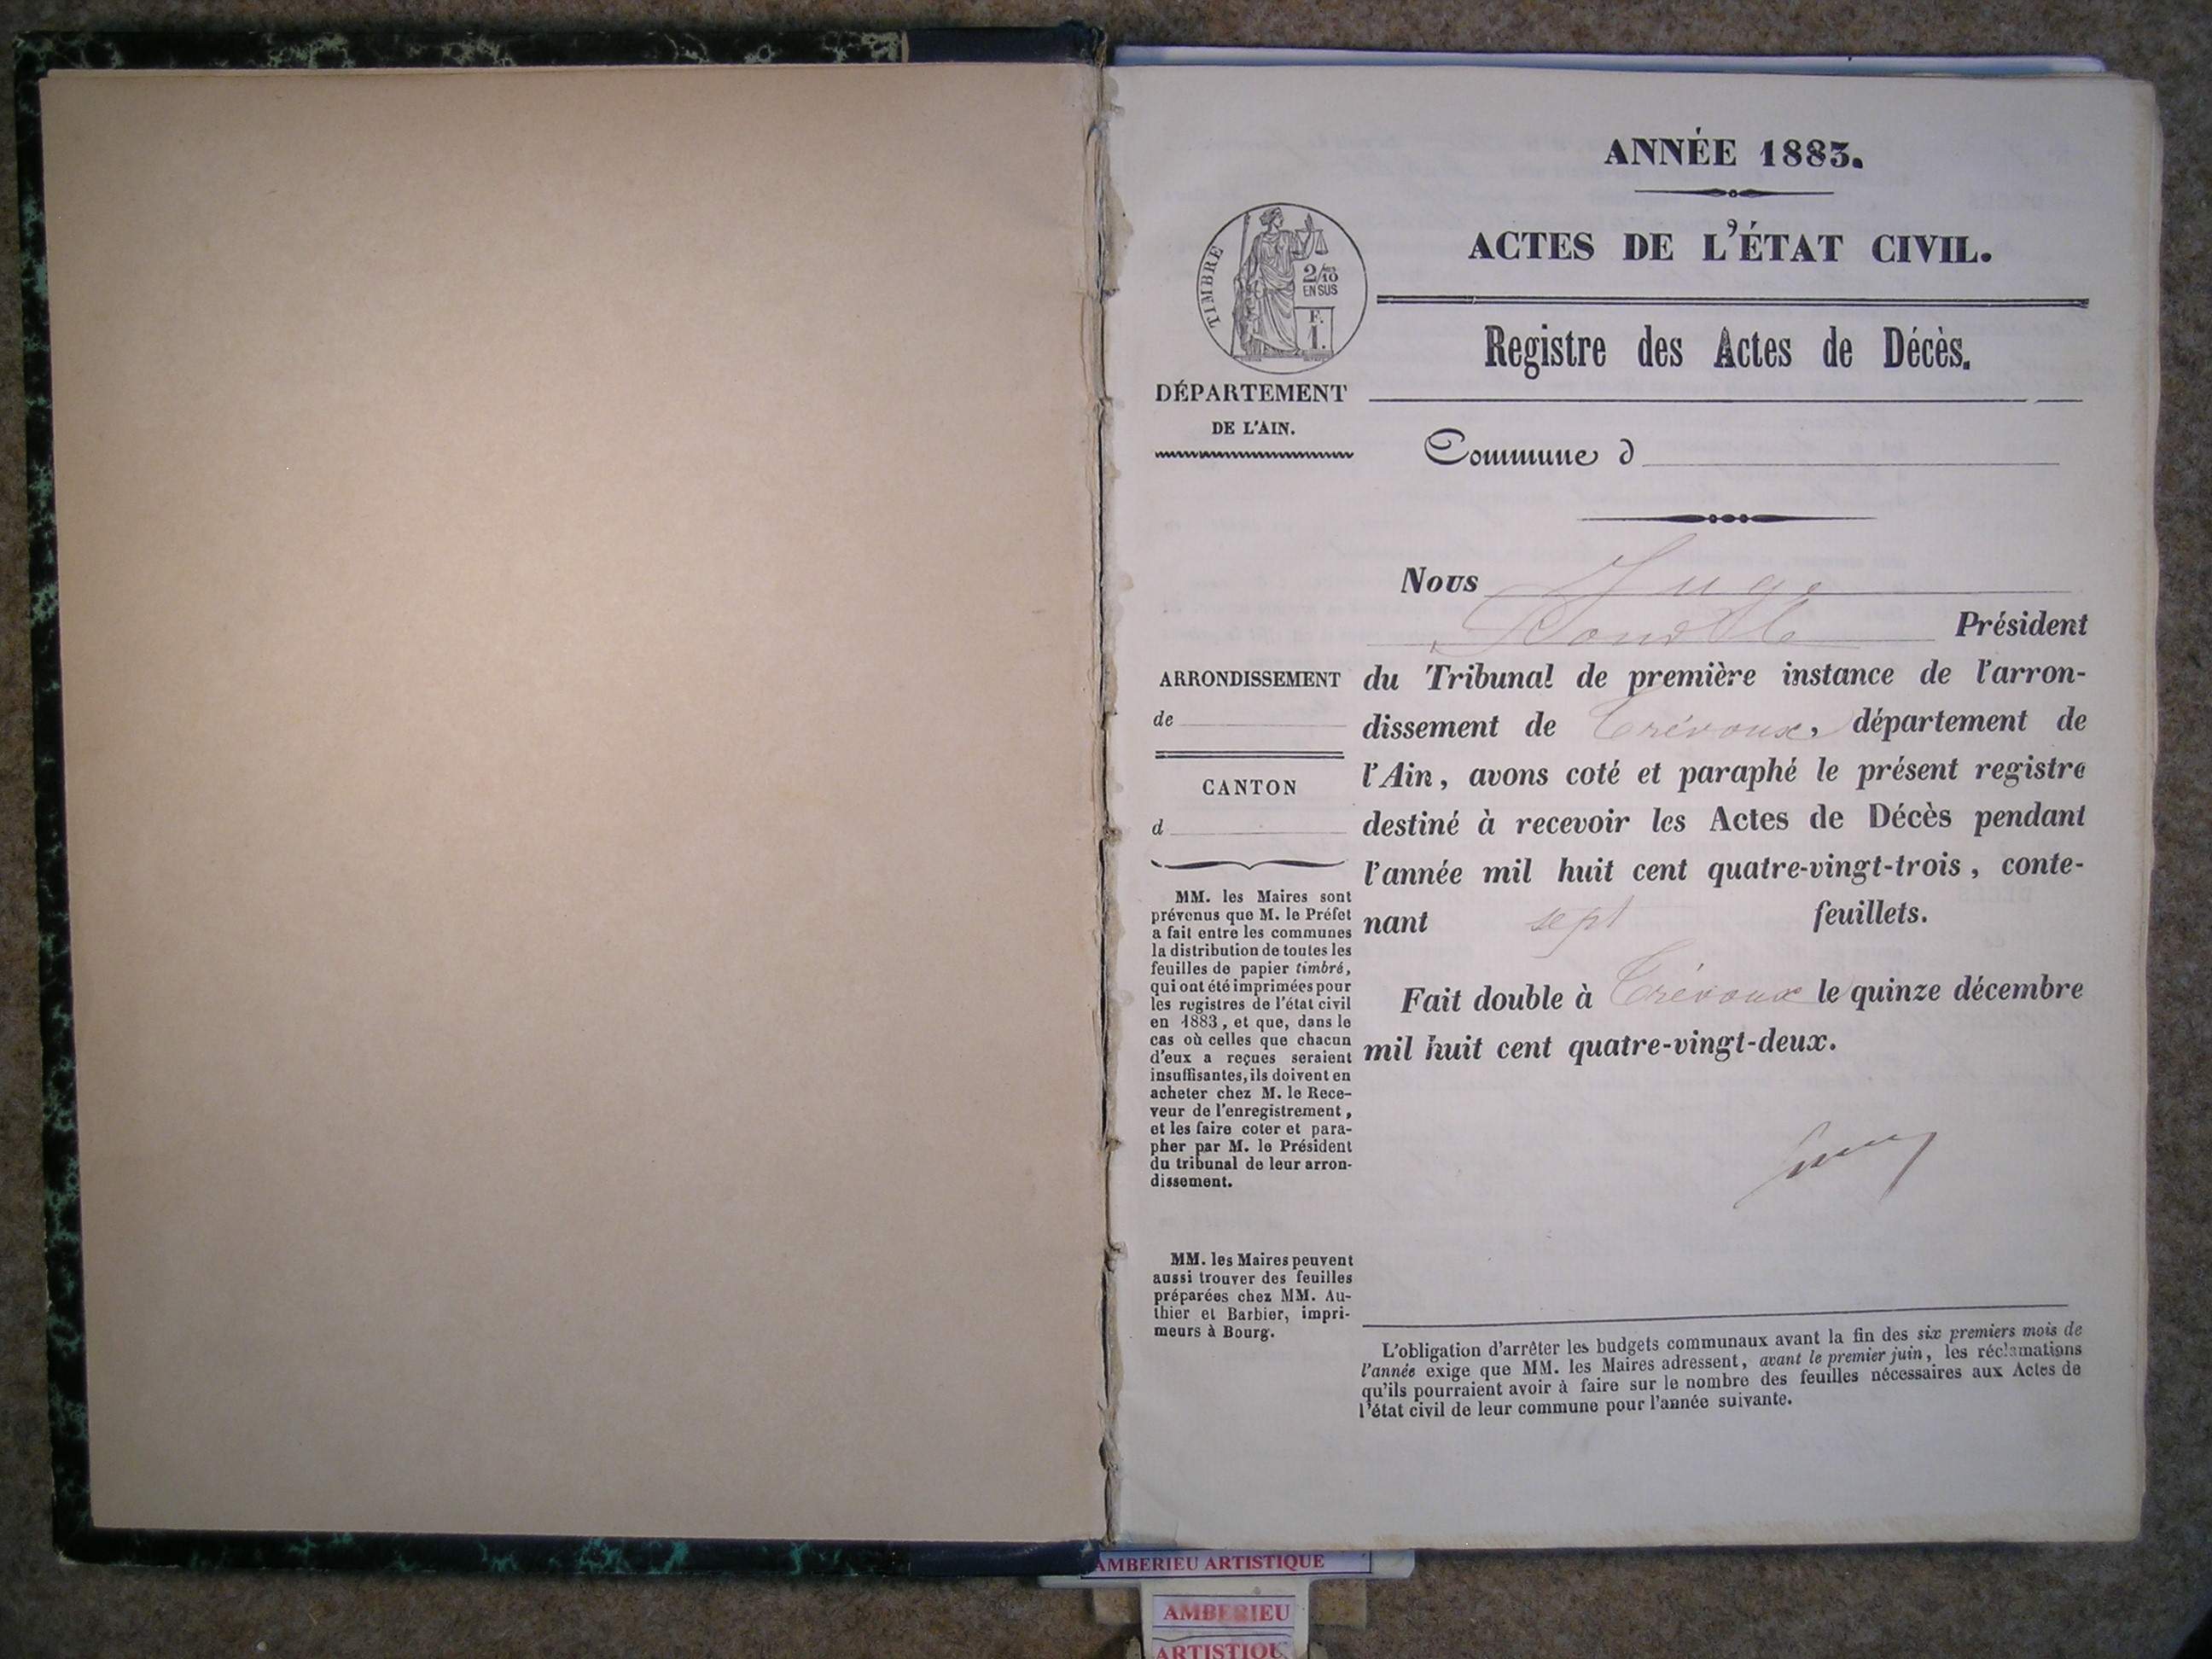 ANNÉE 1883.
ACTES DE L'ÉTAT CIVIL.
TIMBRE
2/10es
EN SUS
F.
1.
Registre des Actes de Décès.
DÉPARTEMENT
DE L'AIN.
Commune d
Nous Juge
Président
du Tribunal de première instance de l'arron-
dissement de Trévoux, département de
l'Ain, avons coté et paraphé le présent registre
destiné à recevoir les Actes de Décès pendant
l'année mil huit cent quatre-vingt-trois, conte-
nant sept feuillets.
Fait double à Trévoux le quinze décembre
mil huit cent quatre-vingt-deux.
ARRONDISSEMENT
de
CANTON
d
MM. les Maires sont
prévenus que M. le Préfet
a fait entre les communes
la distribution de toutes les
feuilles de papier timbré,
qui ont été imprimées pour
les registres de l'état civil
en 1883, et que, dans le
cas où celles que chacun
d'eux a reçues seraient
insuffisantes, ils doivent en
acheter chez M. le Rece-
veur de l'enregistrement,
et les faire coter et para-
pher par M. le Président
du tribunal de leur arron-
dissement.
MM. les Maires peuvent
aussi trouver des feuilles
préparées chez MM. Au-
thier et Barbier, impri-
meurs à Bourg.
L'obligation d'arrêter les budgets communaux avant la fin des six premiers mois de
l'année exige que MM. les Maires adressent, avant le premier juin, les réclamations
qu'ils pourraient avoir à faire sur le nombre des feuilles nécessaires aux Actes de
l'état civil de leur commune pour l'année suivante.
AMBERIEU ARTISTIQUE
AMBERIEU
ARTISTIQU